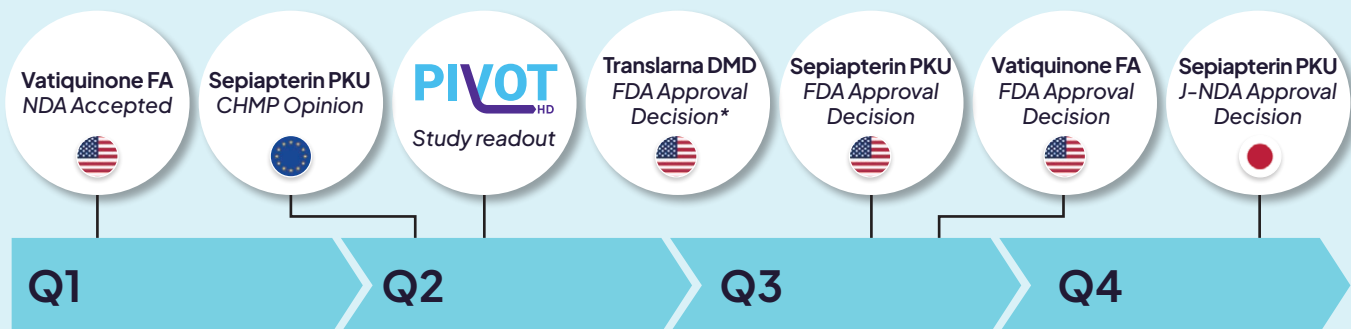 Vatiquinone FA
NDA Accepted
Sepiapterin PKU
CHMP Opinion
PIVOT
HD
Study readout
Translarna DMD
FDA Approval
Decision*
Sepiapterin PKU
FDA Approval
Decision
Vatiquinone FA
FDA Approval
Decision
Sepiapterin PKU
J-NDA Approval
Decision
Q1
Q2
Q3
Q4